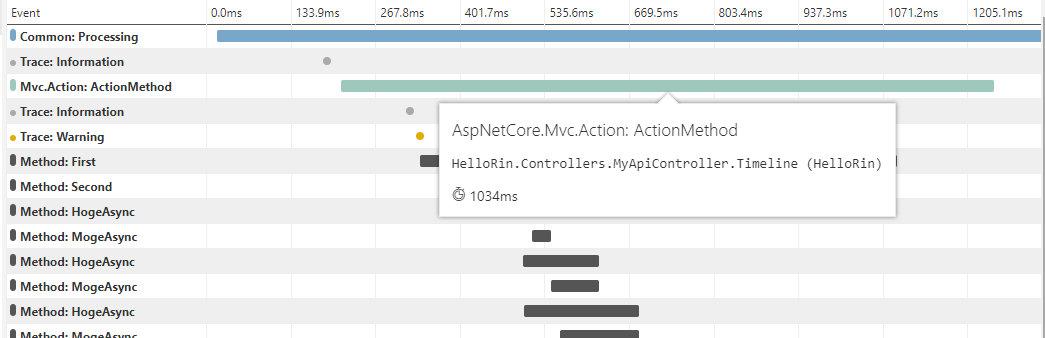 Event 0.0ms 133.9ms 267.8ms 401.7ms 535.6ms 669.5ms 803.4ms 937.3ms 1071.2ms 1205.1ms
Common: Processing
Trace: Information
Mvc.Action: ActionMethod
Trace: Information
Trace: Warning
Method: First
Method: Second
Method: HogeAsync
Method: MogeAsync
Method: HogeAsync
Method: MogeAsync
Method: HogeAsync
Method: MogeAsync
AspNetCore.Mvc.Action: ActionMethod
HelloRin.Controllers.MyApiController.Timeline (HelloRin)
1034ms